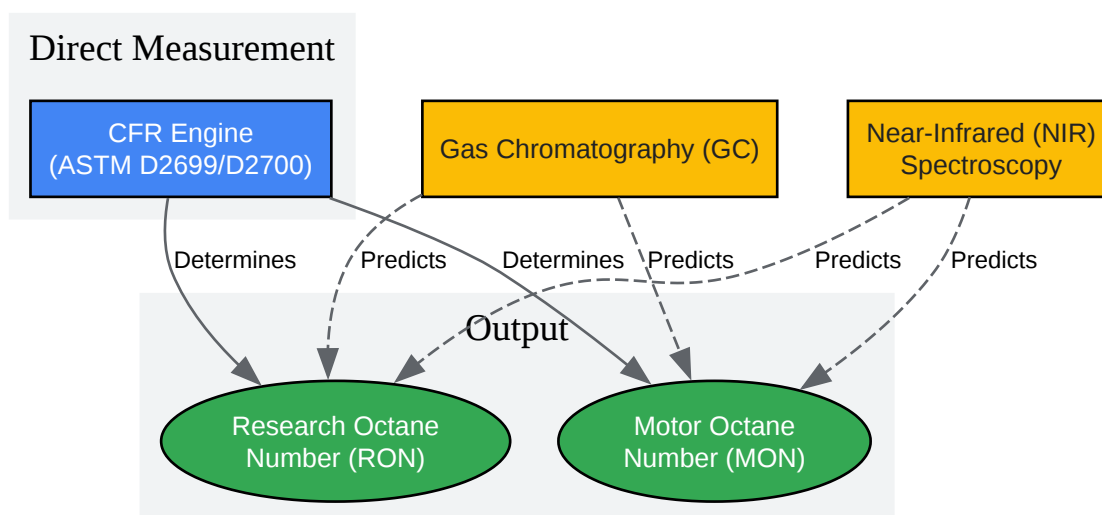 Direct Measurement
CFR Engine
(ASTM D2699/D2700)
Gas Chromatography (GC)
Near-Infrared (NIR)
Spectroscopy
Determines
Predicts
Determines
Predicts
Predicts
Predicts
Output
Research Octane
Number (RON)
Motor Octane
Number (MON)